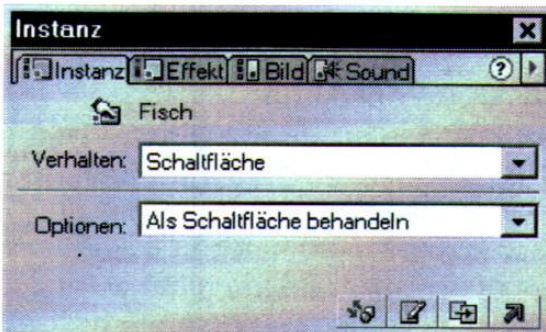 Instanz
Instanz Effekt Bild Sound ?
Fisch
Verhalten: Schaltfläche
Optionen: Als Schaltfläche behandeln